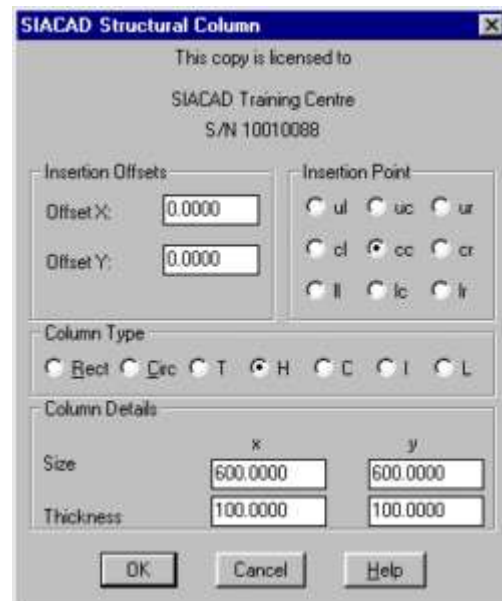 SIACAD Structural Column
This copy is licensed to
SIACAD Training Centre
S/N 10010088
Insertion Offsets
Offset X: 0.0000
Offset Y: 0.0000
Insertion Point
ul uc ur
cl cc cr
ll lc lr
Column Type
Rect Circ T H C I L
Column Details
x y
Size 600.0000 600.0000
Thickness 100.0000 100.0000
OK Cancel Help